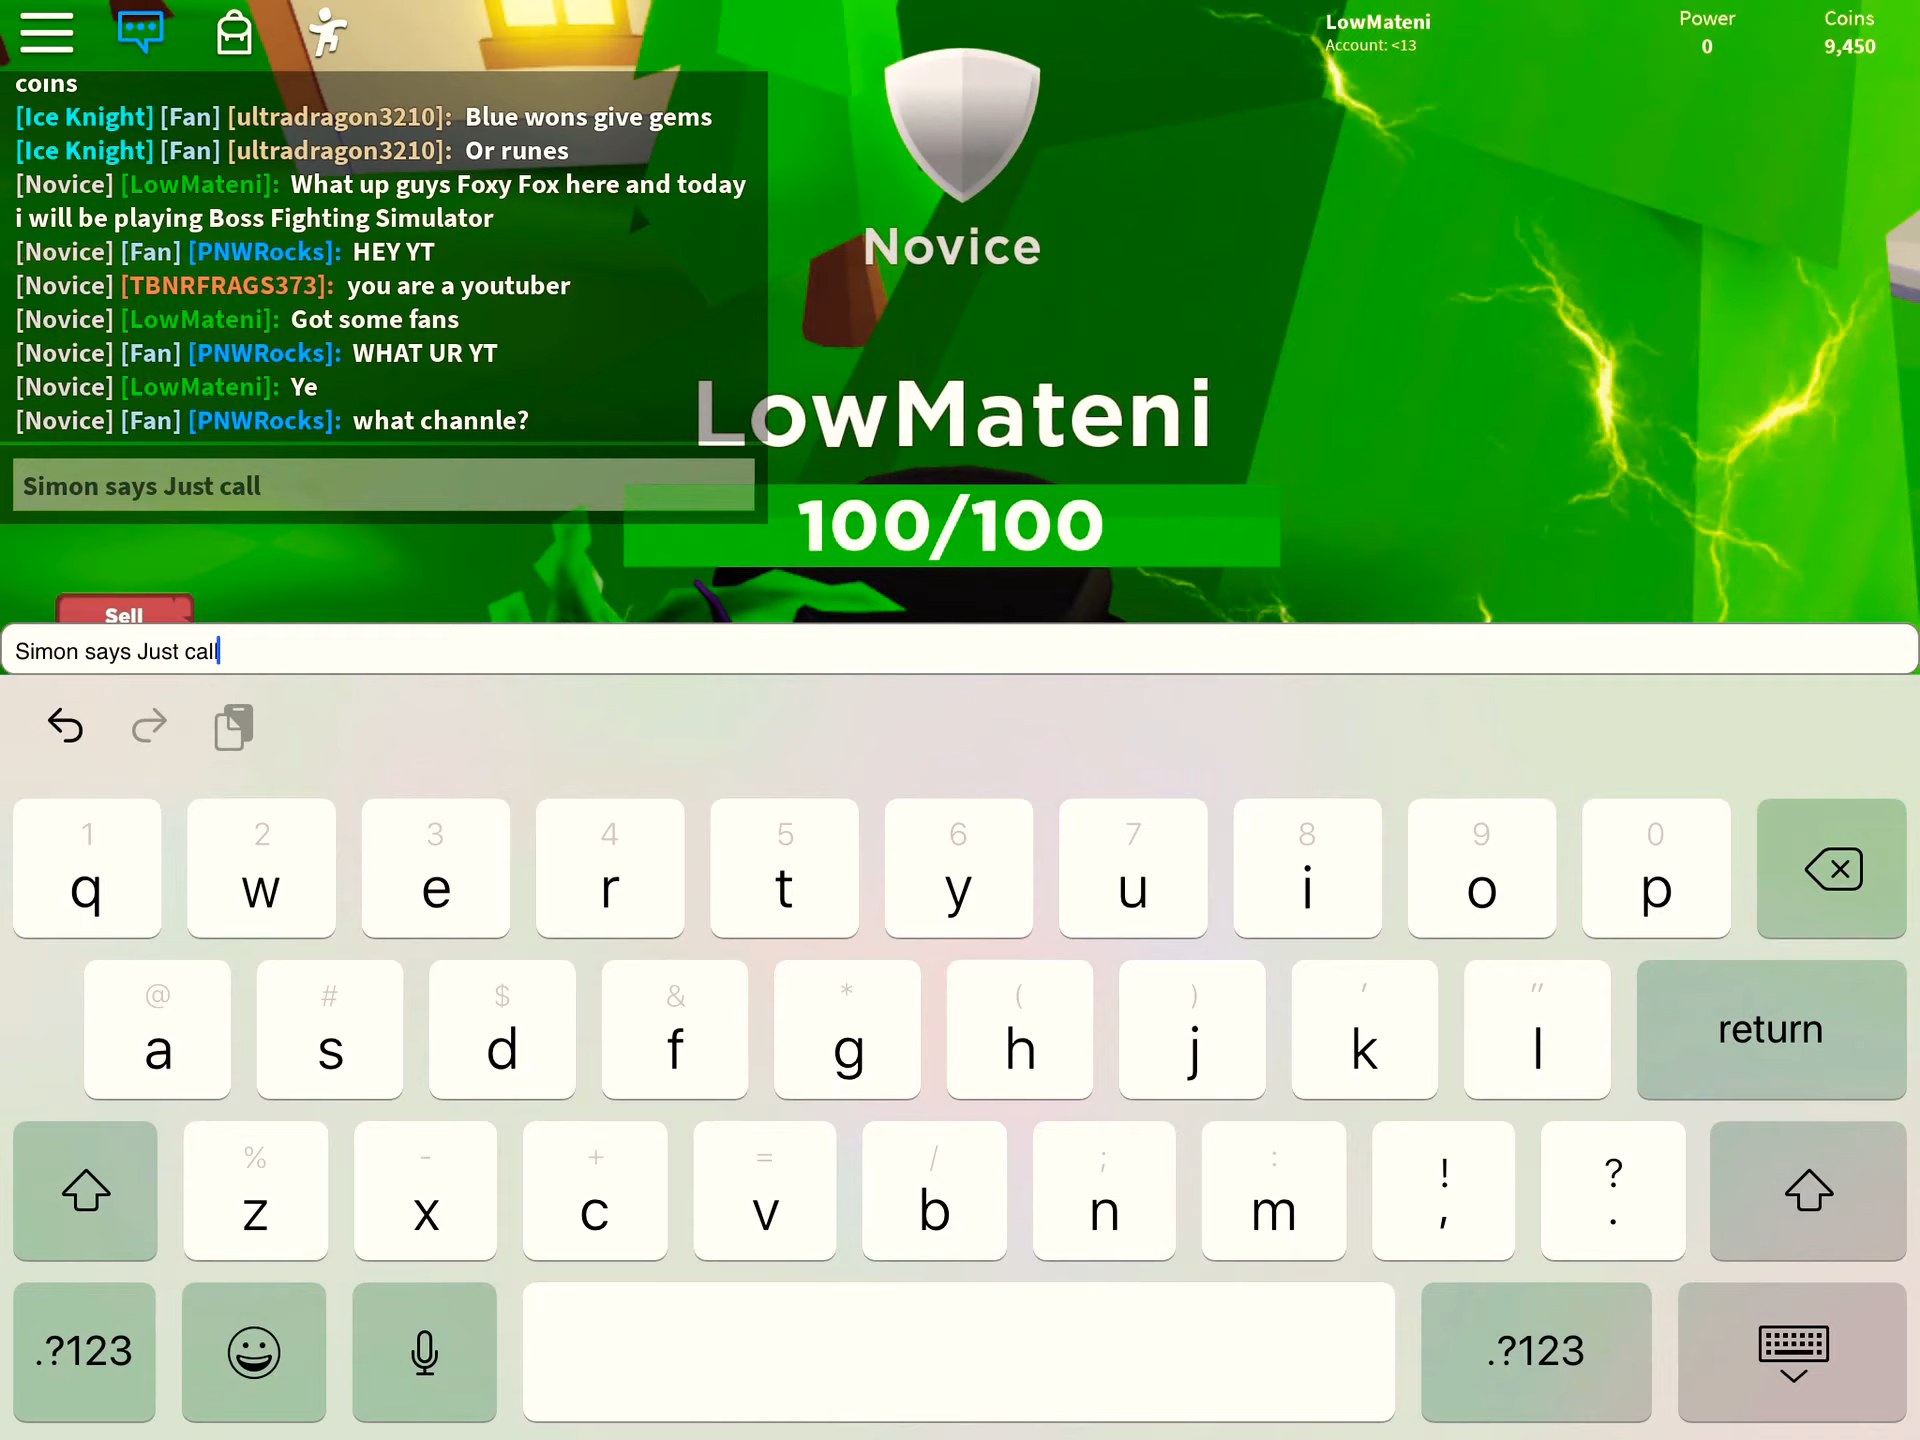 LowMateni
Account: <13
Power
0
Coins
9,450
coins
[Ice Knight] [Fan] [ultradragon3210]: Blue wons give gems
[Ice Knight] [Fan] [ultradragon3210]: Or runes
[Novice] [LowMateni]: What up guys Foxy Fox here and today
i will be playing Boss Fighting Simulator
[Novice] [Fan] [PNWRocks]: HEY YT
[Novice] [TBNRFRAGS373]: you are a youtuber
[Novice] [LowMateni]: Got some fans
[Novice] [Fan] [PNWRocks]: WHAT UR YT
[Novice] [LowMateni]: Ye
[Novice] [Fan] [PNWRocks]: what channle?
Simon says Just call
Novice
LowMateni
100/100
Sell
Simon says Just call
1 2 3 4 5 6 7 8 9 0
q w e r t y u i o p
@ # $ & * ( ) ' "
a s d f g h j k l return
% - + = / ; : ! ?
z x c v b n m , .
.?123 .?123